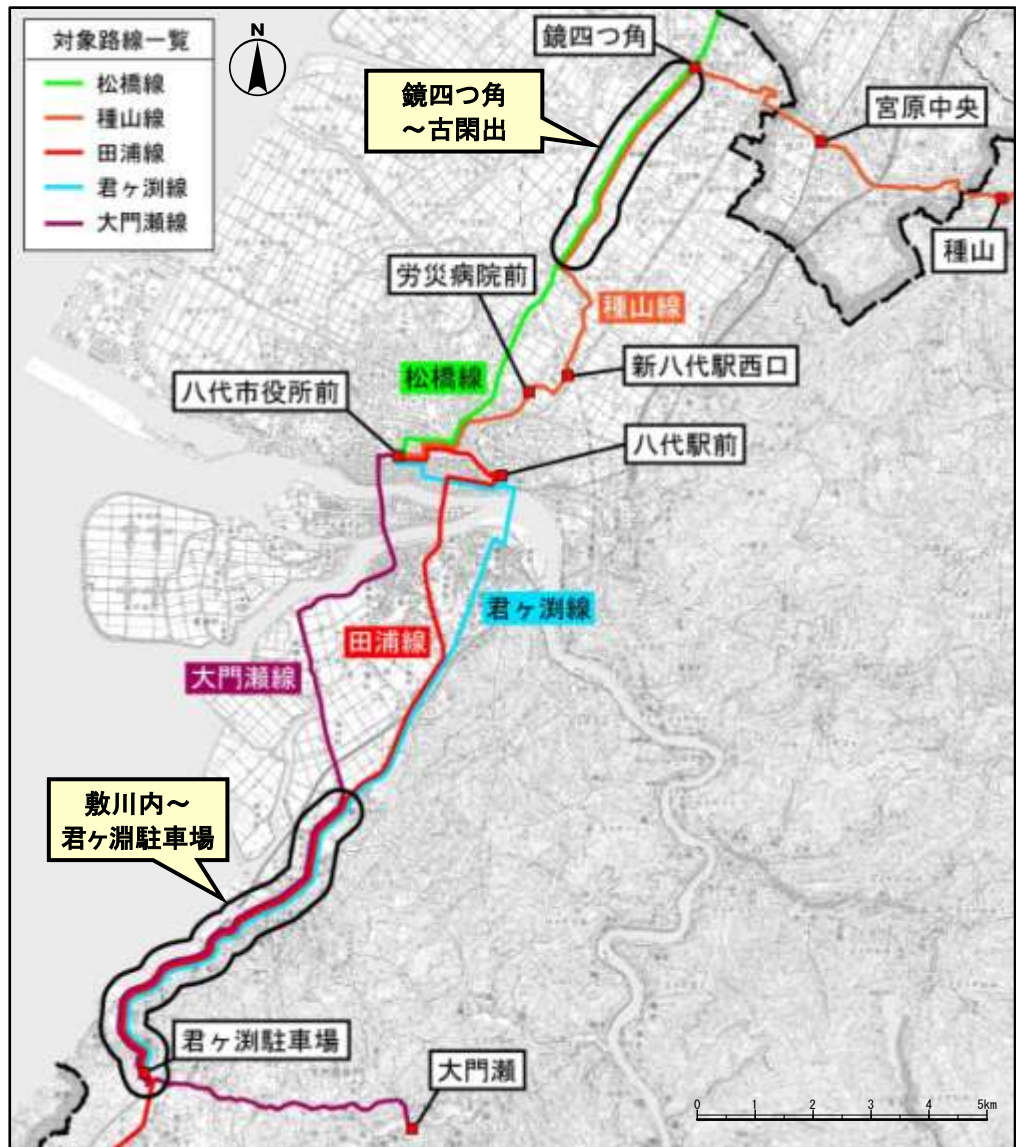 対象路線一覧
松橋線
種山線
田浦線
君ヶ渕線
大門瀬線
N
鏡四つ角
鏡四つ角
～古閑出
宮原中央
種山
労災病院前
種山線
新八代駅西口
松橋線
八代市役所前
八代駅前
君ヶ渕線
田浦線
大門瀬線
敷川内～
君ヶ淵駐車場
君ヶ渕駐車場
大門瀬
0 1 2 3 4 5km